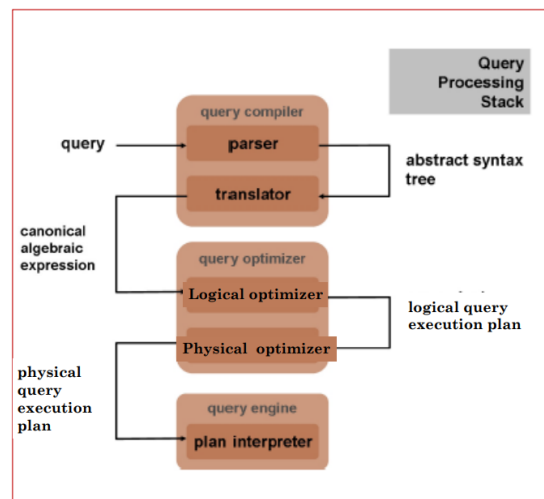 Query
Processing
Stack
query compiler
query
parser
abstract syntax
tree
translator
canonical
algebraic
expression
query optimizer
Logical optimizer
logical query
execution plan
Physical optimizer
physical
query
execution
plan
query engine
plan interpreter